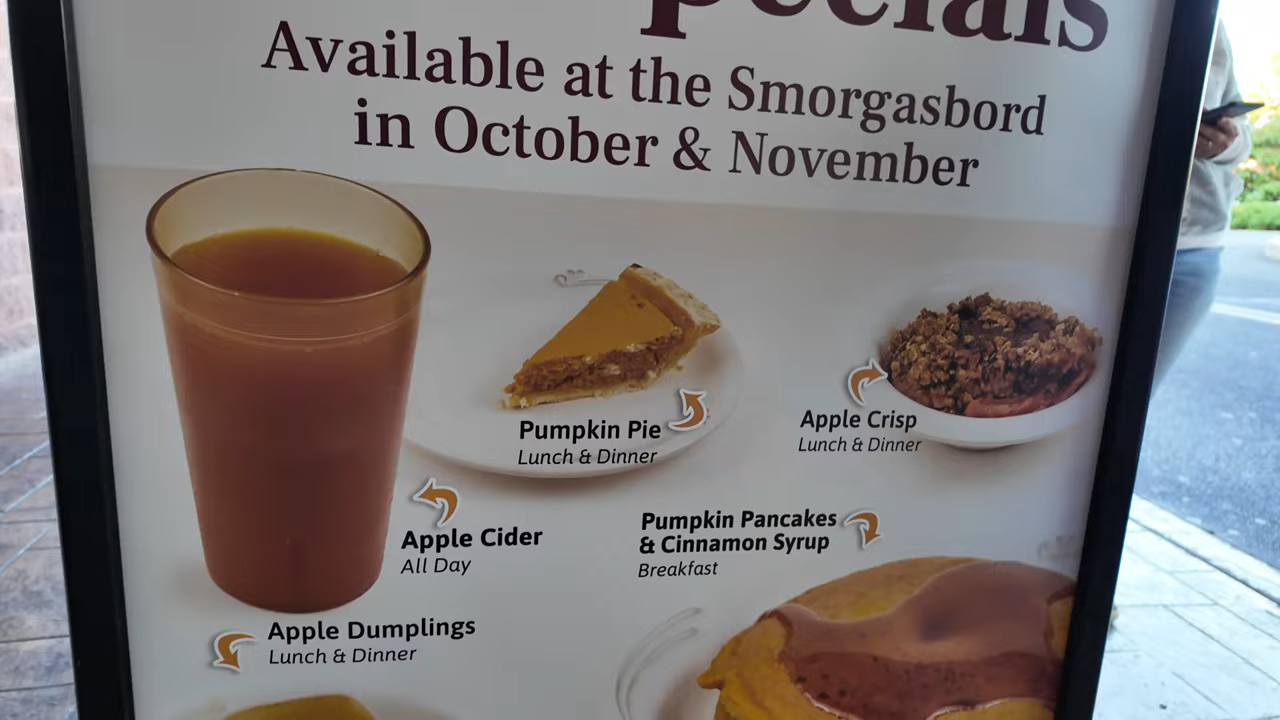 Available at the Smorgasbord
in October & November
Pumpkin Pie
Lunch & Dinner
Apple Crisp
Lunch & Dinner
Apple Cider
All Day
Pumpkin Pancakes
& Cinnamon Syrup
Breakfast
Apple Dumplings
Lunch & Dinner